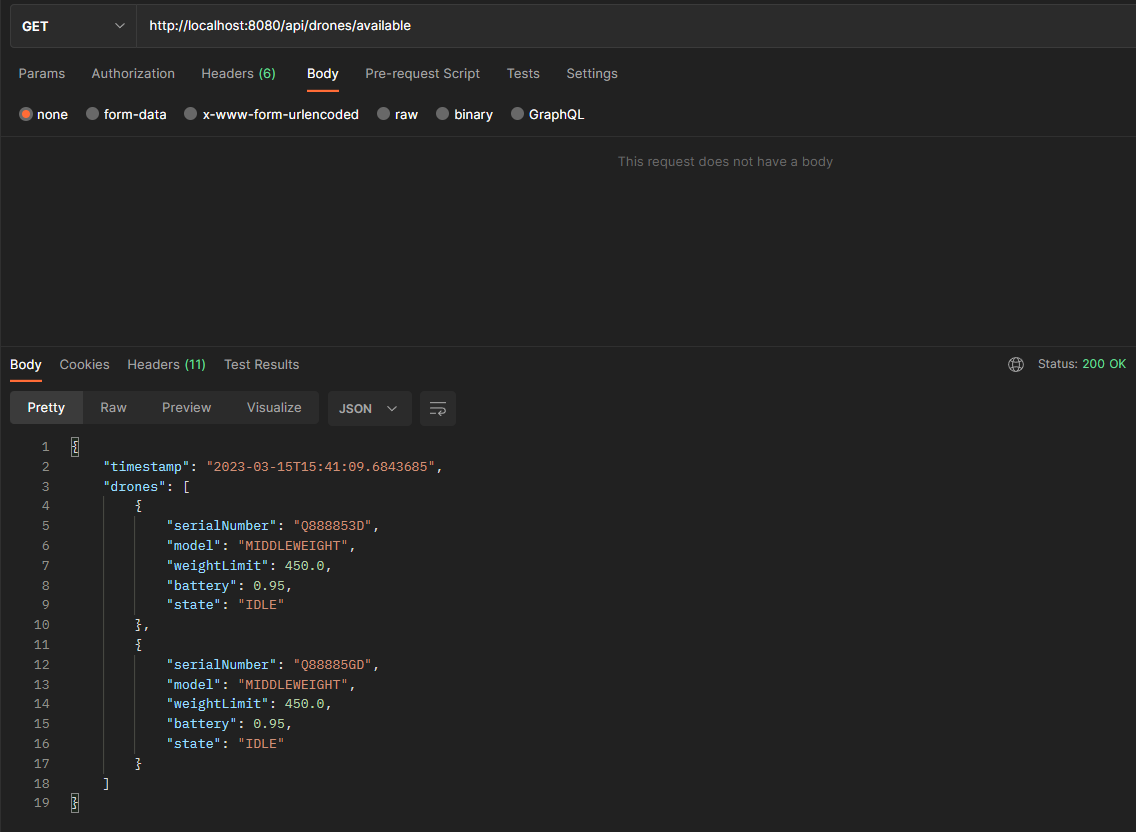 GET http://localhost:8080/api/drones/available
Params Authorization Headers (6) Body Pre-request Script Tests Settings
none form-data x-www-form-urlencoded raw binary GraphQL
This request does not have a body
Body Cookies Headers (11) Test Results Status: 200 OK
Pretty Raw Preview Visualize JSON
1 {
2 "timestamp": "2023-03-15T15:41:09.6843685",
3 "drones": [
4 {
5 "serialNumber": "Q888853D",
6 "model": "MIDDLEWEIGHT",
7 "weightLimit": 450.0,
8 "battery": 0.95,
9 "state": "IDLE"
10 },
11 {
12 "serialNumber": "Q88885GD",
13 "model": "MIDDLEWEIGHT",
14 "weightLimit": 450.0,
15 "battery": 0.95,
16 "state": "IDLE"
17 }
18 ]
19 }